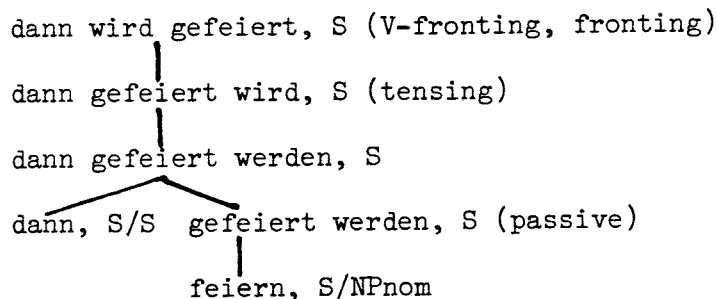 dann wird gefeiert, S (V-fronting, fronting)
dann gefeiert wird, S (tensing)
dann gefeiert werden, S
dann, S/S gefeiert werden, S (passive)
feiern, S/NPnom